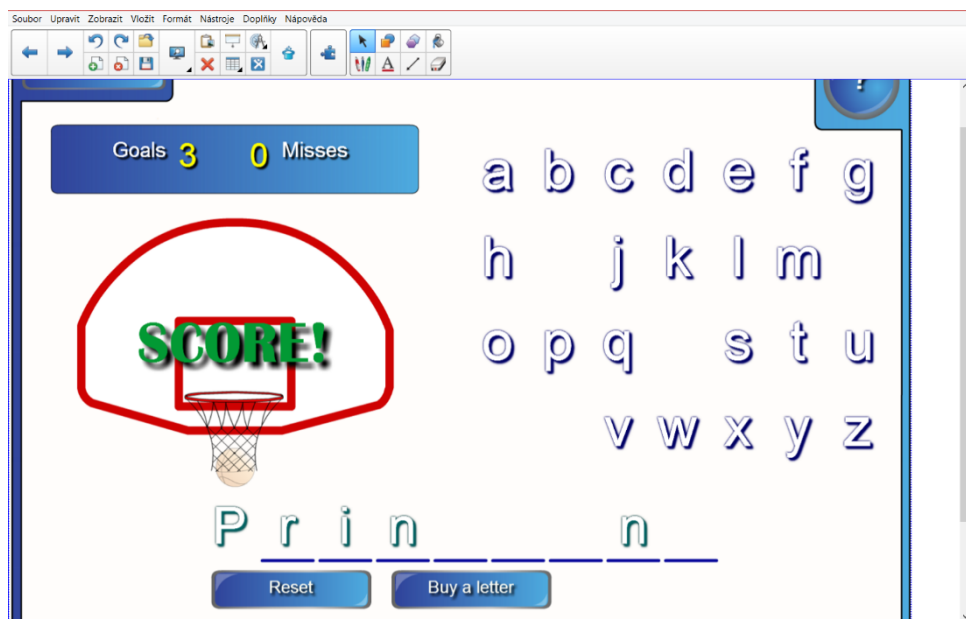 Soubor Upravit Zobrazit Vložit Formát Nástroje Doplňky Nápověda
?
Goals 3 0 Misses
a b c d e f g
h j k l m
SCORE!
o p q s t u
v w x y z
P r i n _ _ _ n _
Reset Buy a letter